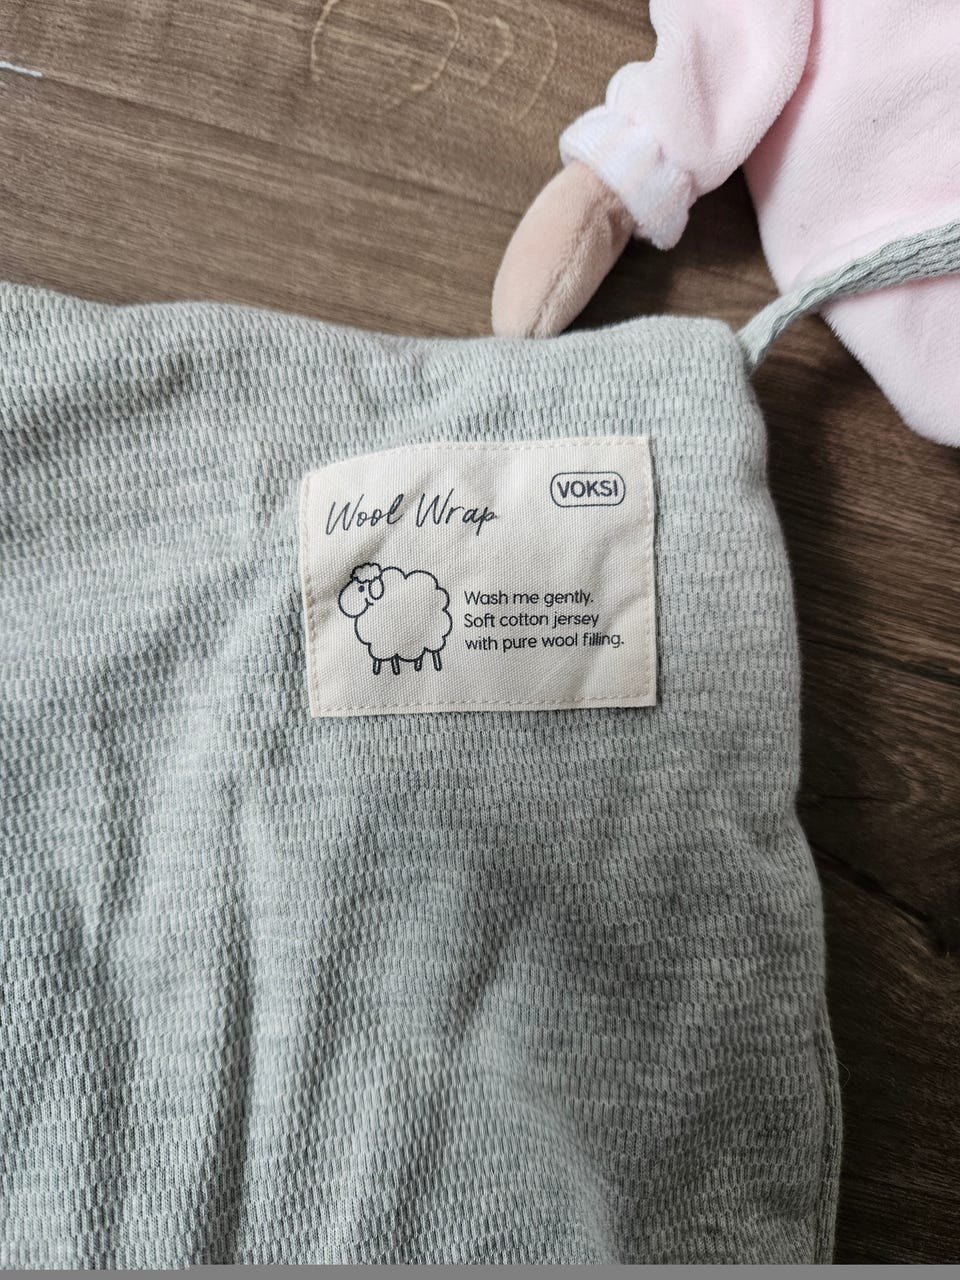 Wool Wrap
VOKSI
Wash me gently.
Soft cotton jersey
with pure wool filling.